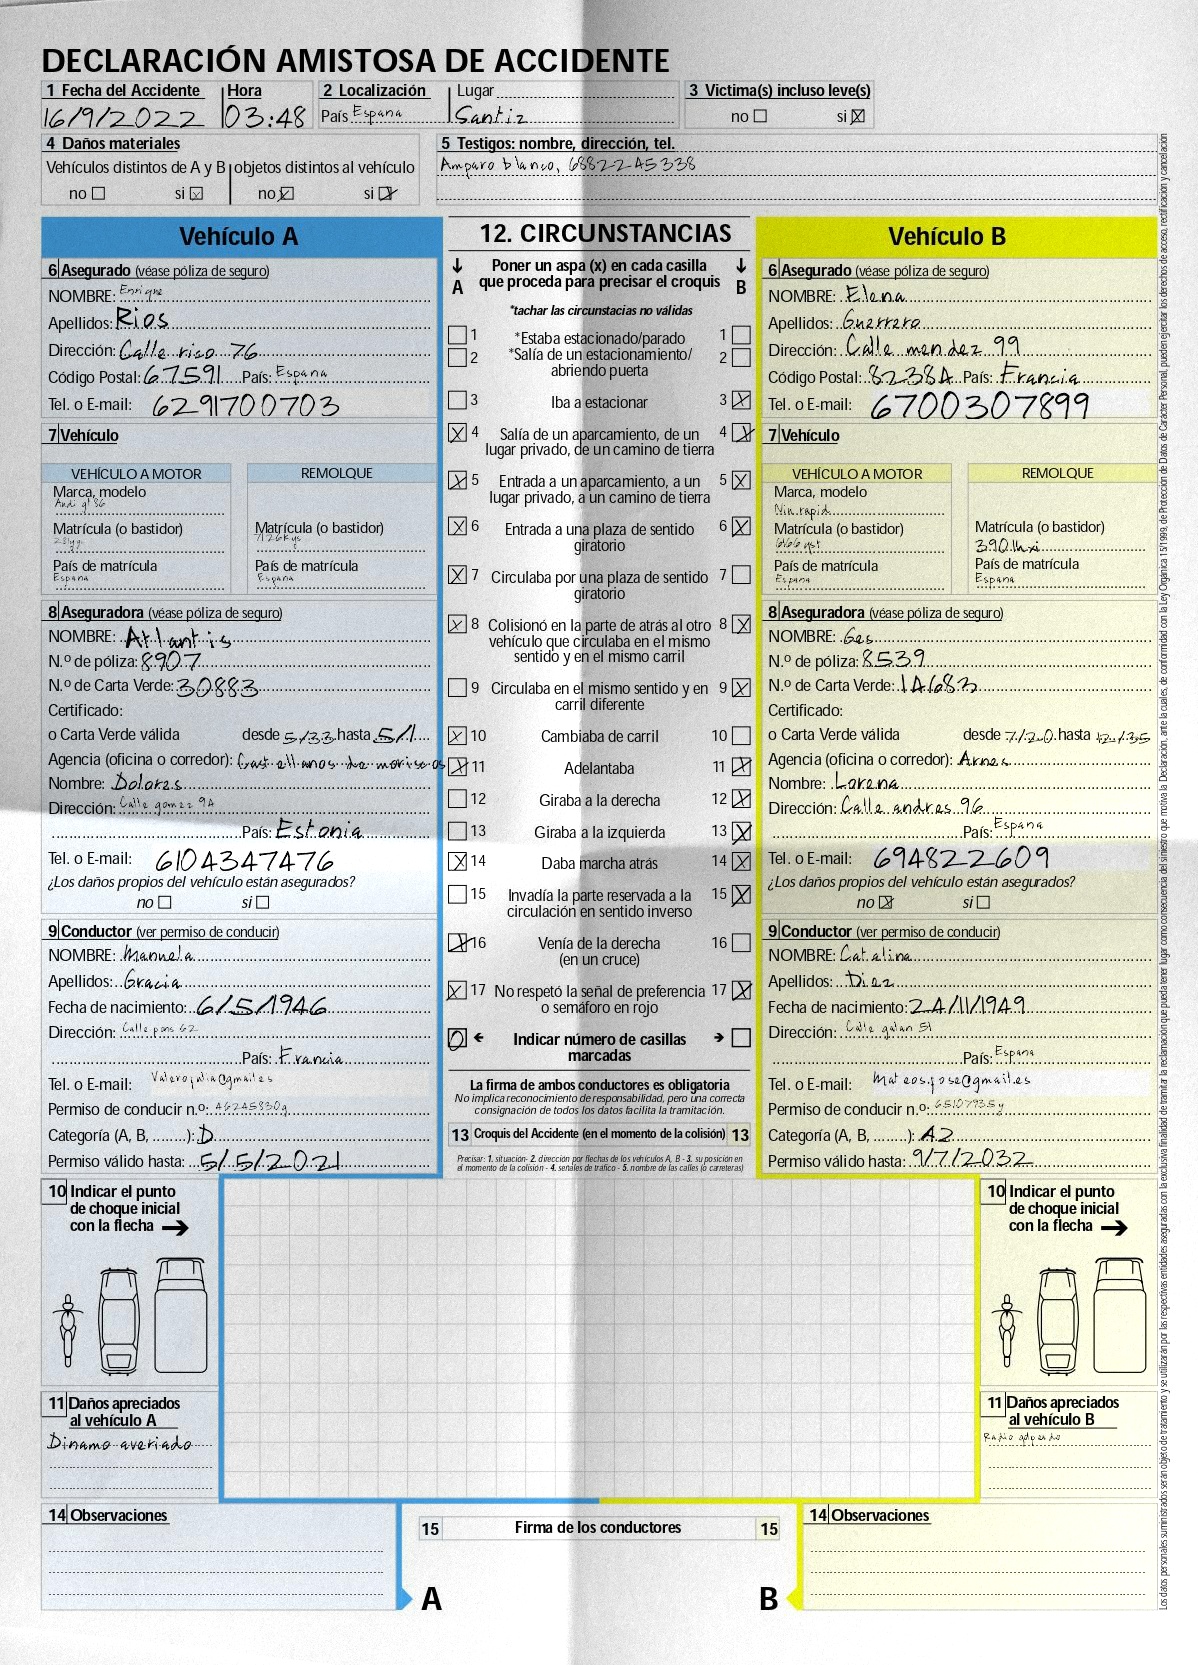 DECLARACIÓN AMISTOSA DE ACCIDENTE
1 Fecha del Accidente Hora 2 Localización Lugar 3 Victima(s) incluso leve(s)
16/9/2022 03:48 País Espana Santiz no si
4 Daños materiales 5 Testigos: nombre, dirección, tel.
Vehículos distintos de A y B objetos distintos al vehículo Amparo blanco, 6882245338
no si no si
Vehículo A
6 Asegurado (véase póliza de seguro)
NOMBRE: Enrique
Apellidos: Rios
Dirección: Calle rico 76
Código Postal: 67591 País: Espana
Tel. o E-mail: 6291700703
7 Vehículo
VEHÍCULO A MOTOR REMOLQUE
Marca, modelo
Matrícula (o bastidor) Matrícula (o bastidor)
7126kys
País de matrícula País de matrícula
Espana Espana
8 Aseguradora (véase póliza de seguro)
NOMBRE: Atlantis
N.º de póliza: 8907
N.º de Carta Verde: 30883
Certificado:
o Carta Verde válida desde 5/33 hasta 5/1
Agencia (oficina o corredor): Castellanos de moriscos
Nombre: Dolores
Dirección: Calle gomez 94
País: Estonia
Tel. o E-mail: 6104347476
¿Los daños propios del vehículo están asegurados?
no si
9 Conductor (ver permiso de conducir)
NOMBRE: Manuela
Apellidos: Gracia
Fecha de nacimiento: 6/5/1946
Dirección: Calle pons 62
País: Francia
Tel. o E-mail: Valerojulia@gmail.es
Permiso de conducir n.º: 46245830g
Categoría (A, B, ........): D
Permiso válido hasta: 5/5/2021
12. CIRCUNSTANCIAS
A Poner un aspa (x) en cada casilla B
que proceda para precisar el croquis
*tachar las circunstacias no válidas
1 *Estaba estacionado/parado 1
2 *Salía de un estacionamiento/ 2
abriendo puerta
3 Iba a estacionar 3
4 Salía de un aparcamiento, de un 4
lugar privado, de un camino de tierra
5 Entrada a un aparcamiento, a un 5
lugar privado, a un camino de tierra
6 Entrada a una plaza de sentido 6
giratorio
7 Circulaba por una plaza de sentido 7
giratorio
8 Colisionó en la parte de atrás al otro 8
vehículo que circulaba en el mismo
sentido y en el mismo carril
9 Circulaba en el mismo sentido y en 9
carril diferente
10 Cambiaba de carril 10
11 Adelantaba 11
12 Giraba a la derecha 12
13 Giraba a la izquierda 13
14 Daba marcha atrás 14
15 Invadía la parte reservada a la 15
circulación en sentido inverso
16 Venía de la derecha 16
(en un cruce)
17 No respetó la señal de preferencia 17
o semáforo en rojo
0 Indicar número de casillas
marcadas
La firma de ambos conductores es obligatoria
No implica reconocimiento de responsabilidad, pero una correcta
consignación de todos los datos facilita la tramitación.
13 Croquis del Accidente (en el momento de la colisión) 13
Precisar: 1. situación- 2. dirección por flechas de los vehículos A, B - 3. su posición en
el momento de la colisión - 4. señales de tráfico - 5. nombre de las calles (o carreteras)
Vehículo B
6 Asegurado (véase póliza de seguro)
NOMBRE: Elena
Apellidos: Guerrero
Dirección: Calle mendez 99
Código Postal: 82384 País: Francia
Tel. o E-mail: 6700307899
7 Vehículo
VEHÍCULO A MOTOR REMOLQUE
Marca, modelo
Matrícula (o bastidor) Matrícula (o bastidor)
País de matrícula País de matrícula
Espana Espana
8 Aseguradora (véase póliza de seguro)
NOMBRE: Ges
N.º de póliza: 8539
N.º de Carta Verde: 14683
Certificado:
o Carta Verde válida desde 7/20 hasta 12/35
Agencia (oficina o corredor): Arnes
Nombre: Lorena
Dirección: Calle andres 96
País: Espana
Tel. o E-mail: 694822609
¿Los daños propios del vehículo están asegurados?
no si
9 Conductor (ver permiso de conducir)
NOMBRE: Catalina
Apellidos: Diez
Fecha de nacimiento: 24/11/1949
Dirección: Calle galan 51
País: Espana
Tel. o E-mail: Mateosjose@gmail.es
Permiso de conducir n.º: 65107935y
Categoría (A, B, ........): A2
Permiso válido hasta: 9/7/2032
10 Indicar el punto
de choque inicial
con la flecha
11 Daños apreciados
al vehículo A
Dinamo averiado
10 Indicar el punto
de choque inicial
con la flecha
11 Daños apreciados
al vehículo B
Radio golpeado
14 Observaciones
15 Firma de los conductores 15
A B
14 Observaciones
Los datos personales suministrados seran objeto de tratamiento y se utilizaran por las respectivas entidades aseguradas con la exclusiva finalidad de tramitar la reclamación que pueda tener lugar como consecuencia del siniestro que motiva la Declaración, ante la cuales, de conformidad con la Ley Organica 15/1999, de Protección de Datos de Carácter Personal, pueden ejercitar los derechos de acceso, rectificación y cancelación